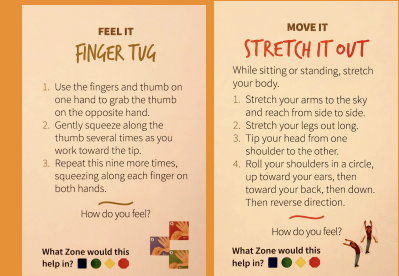 FEEL IT
FINGER TUG
1. Use the fingers and thumb on
one hand to grab the thumb
on the opposite hand.
2. Gently squeeze along the
thumb several times as you
work toward the tip.
3. Repeat this nine more times,
squeezing along each finger on
both hands.
How do you feel?
What Zone would this
help in?
MOVE IT
STRETCH IT OUT
While sitting or standing, stretch
your body.
1. Stretch your arms to the sky
and reach from side to side.
2. Stretch your legs out long.
3. Tip your head from one
shoulder to the other.
4. Roll your shoulders in a circle,
up toward your ears, then
toward your back, then down.
Then reverse direction.
How do you feel?
What Zone would this
help in?